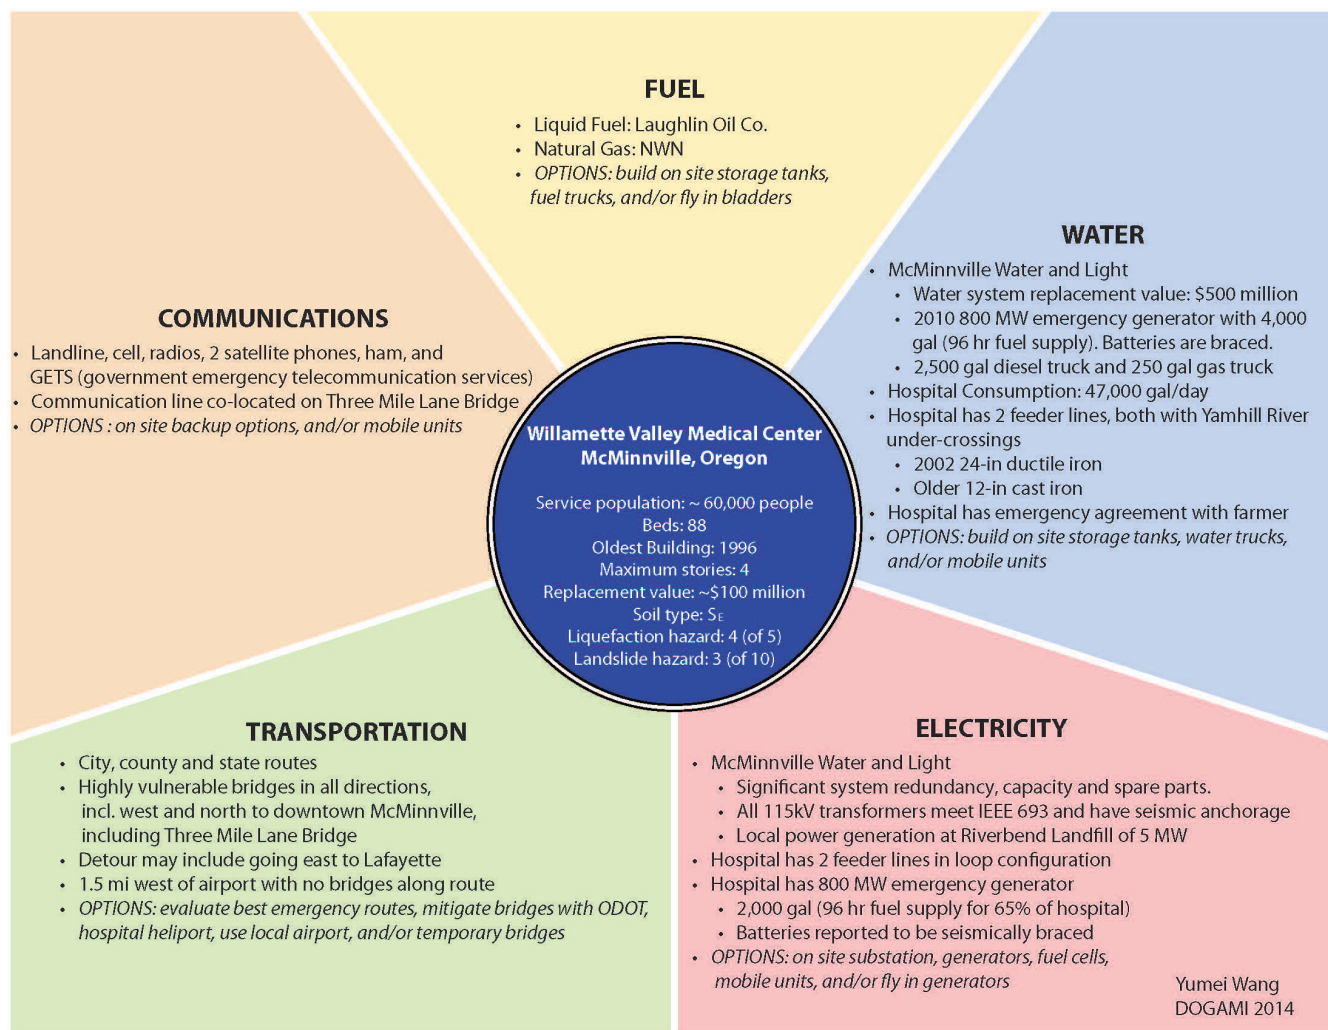 FUEL
• Liquid Fuel: Laughlin Oil Co.
• Natural Gas: NWN
• OPTIONS: build on site storage tanks,
fuel trucks, and/or fly in bladders
WATER
• McMinnville Water and Light
• Water system replacement value: $500 million
• 2010 800 MW emergency generator with 4,000
gal (96 hr fuel supply). Batteries are braced.
• 2,500 gal diesel truck and 250 gal gas truck
• Hospital Consumption: 47,000 gal/day
• Hospital has 2 feeder lines, both with Yamhill River
under-crossings
• 2002 24-in ductile iron
• Older 12-in cast iron
• Hospital has emergency agreement with farmer
• OPTIONS: build on site storage tanks, water trucks,
and/or mobile units
COMMUNICATIONS
• Landline, cell, radios, 2 satellite phones, ham, and
GETS (government emergency telecommunication services)
• Communication line co-located on Three Mile Lane Bridge
• OPTIONS : on site backup options, and/or mobile units
Willamette Valley Medical Center
McMinnville, Oregon
Service population: ~ 60,000 people
Beds: 88
Oldest Building: 1996
Maximum stories: 4
Replacement value: ~$100 million
Soil type: SE
Liquefaction hazard: 4 (of 5)
Landslide hazard: 3 (of 10)
TRANSPORTATION
• City, county and state routes
• Highly vulnerable bridges in all directions,
incl. west and north to downtown McMinnville,
including Three Mile Lane Bridge
• Detour may include going east to Lafayette
• 1.5 mi west of airport with no bridges along route
• OPTIONS: evaluate best emergency routes, mitigate bridges with ODOT,
hospital heliport, use local airport, and/or temporary bridges
ELECTRICITY
• McMinnville Water and Light
• Significant system redundancy, capacity and spare parts.
• All 115kV transformers meet IEEE 693 and have seismic anchorage
• Local power generation at Riverbend Landfill of 5 MW
• Hospital has 2 feeder lines in loop configuration
• Hospital has 800 MW emergency generator
• 2,000 gal (96 hr fuel supply for 65% of hospital)
• Batteries reported to be seismically braced
• OPTIONS: on site substation, generators, fuel cells,
mobile units, and/or fly in generators
Yumei Wang
DOGAMI 2014